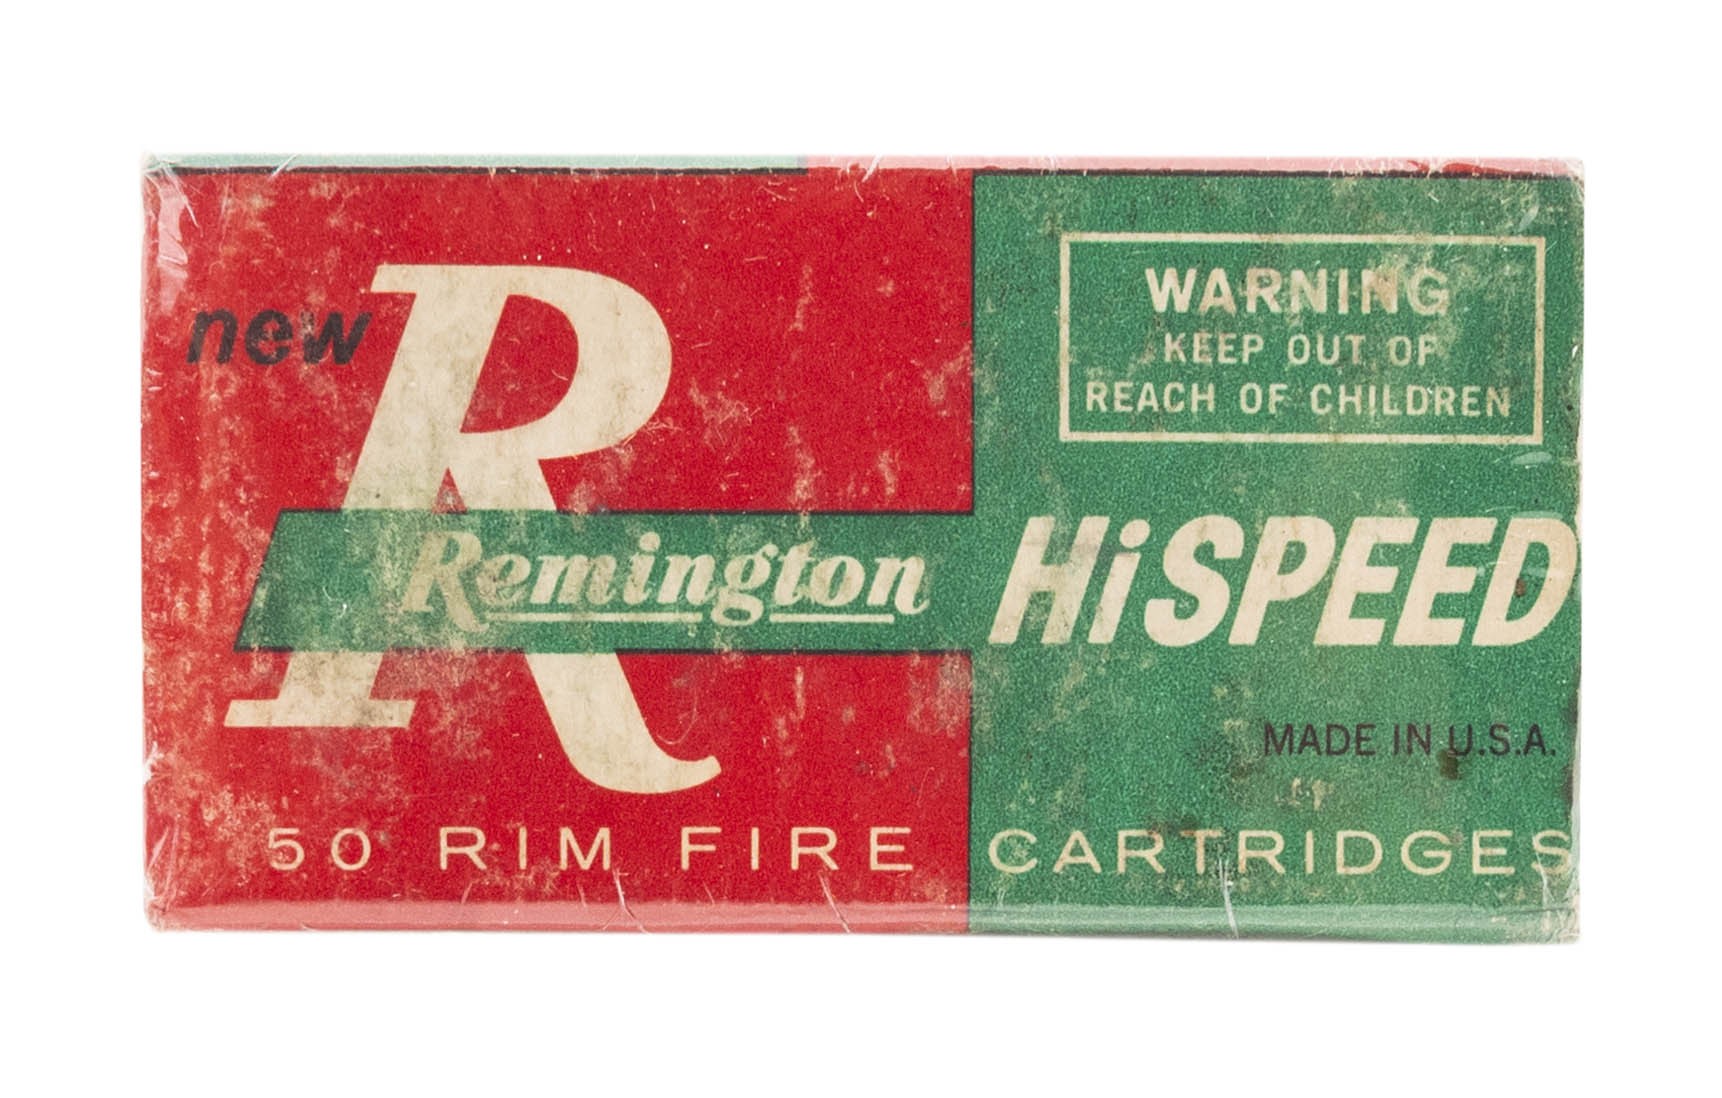 new R
Remington
WARNING
KEEP OUT OF
REACH OF CHILDREN
HiSPEED
MADE IN U.S.A.
50 RIM FIRE CARTRIDGES